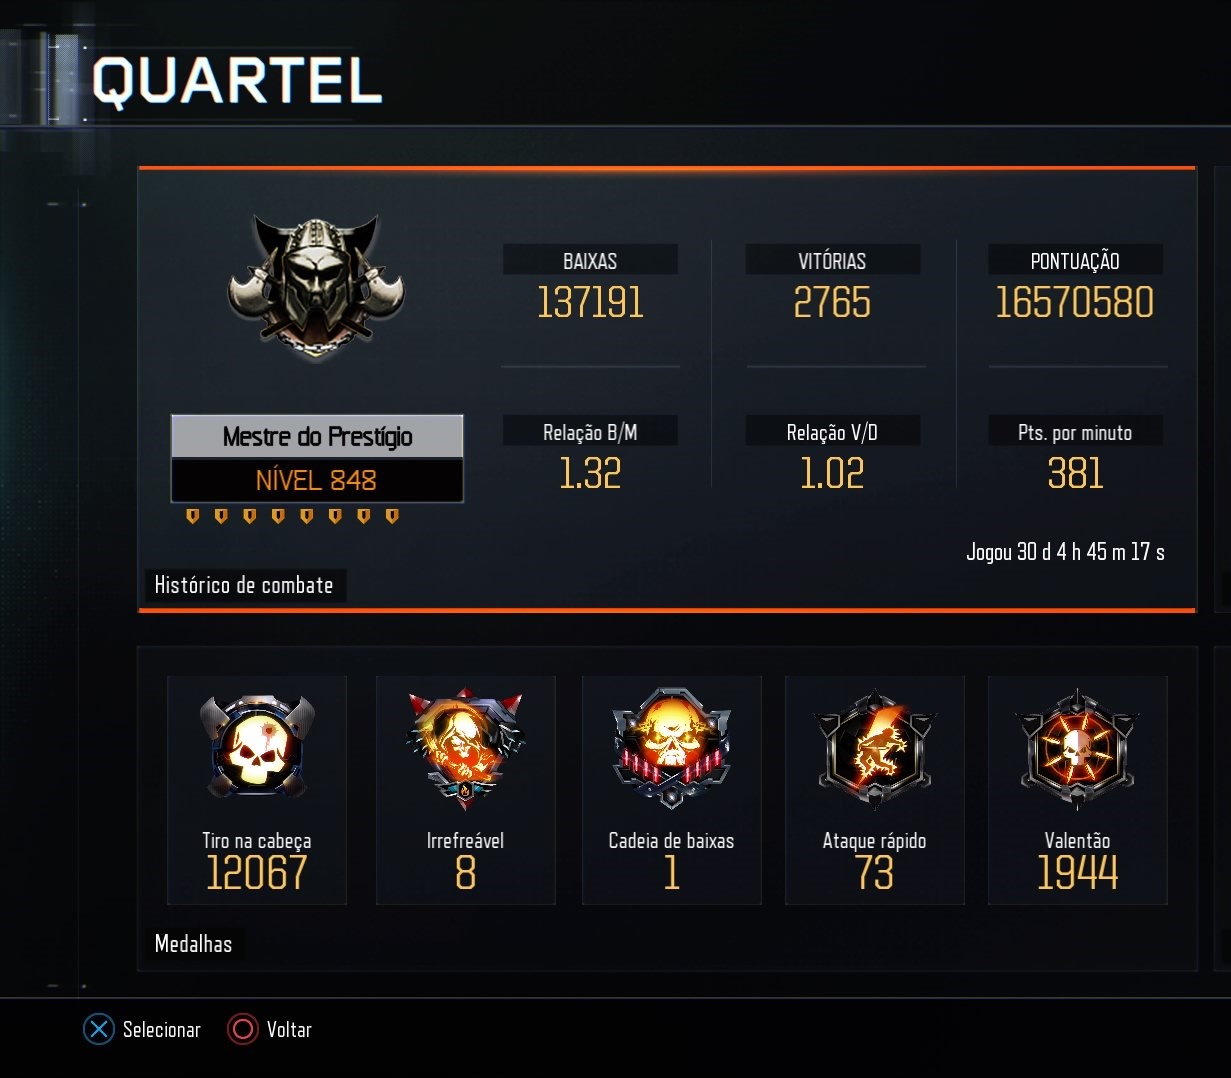 QUARTEL
BAIXAS
137191
VITÓRIAS
2765
PONTUAÇÃO
16570580
Mestre do Prestígio
NÍVEL 848
Relação B/M
1.32
Relação V/D
1.02
Pts. por minuto
381
Jogou 30 d 4 h 45 m 17 s
Histórico de combate
Tiro na cabeça
12067
Irrefreável
8
Cadeia de baixas
1
Ataque rápido
73
Valentão
1944
Medalhas
Selecionar
Voltar